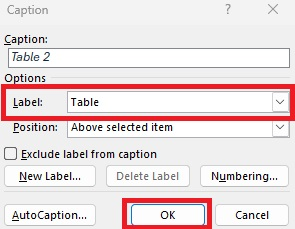 Caption ? ×
Caption:
Table 2
Options
Label: Table
Position: Above selected item
Exclude label from caption
New Label... Delete Label Numbering...
AutoCaption... OK Cancel